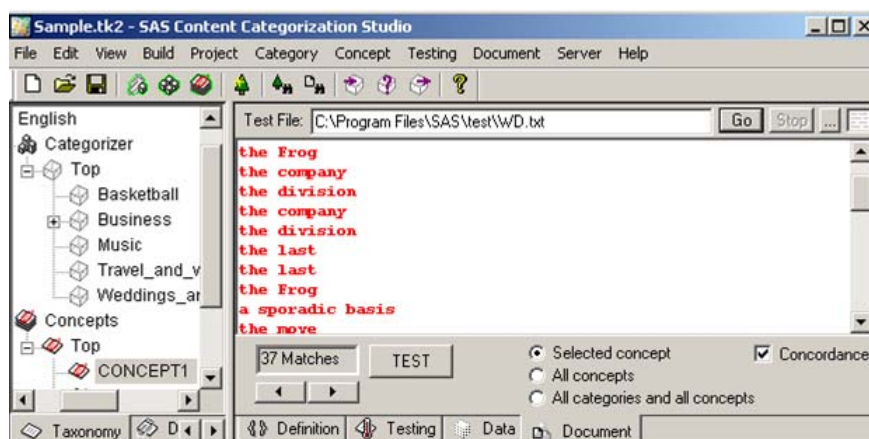 Sample.tk2 - SAS Content Categorization Studio
File Edit View Build Project Category Concept Testing Document Server Help
English
Categorizer
Top
Basketball
Business
Music
Travel_and_v
Weddings_ar
Concepts
Top
CONCEPT1
Taxonomy D
Test File: C:\Program Files\SAS\test\WD.txt Go Stop ...
the Frog
the company
the division
the company
the division
the last
the last
the Frog
a sporadic basis
the move
37 Matches TEST
Selected concept
All concepts
All categories and all concepts
Concordance
Definition Testing Data Document